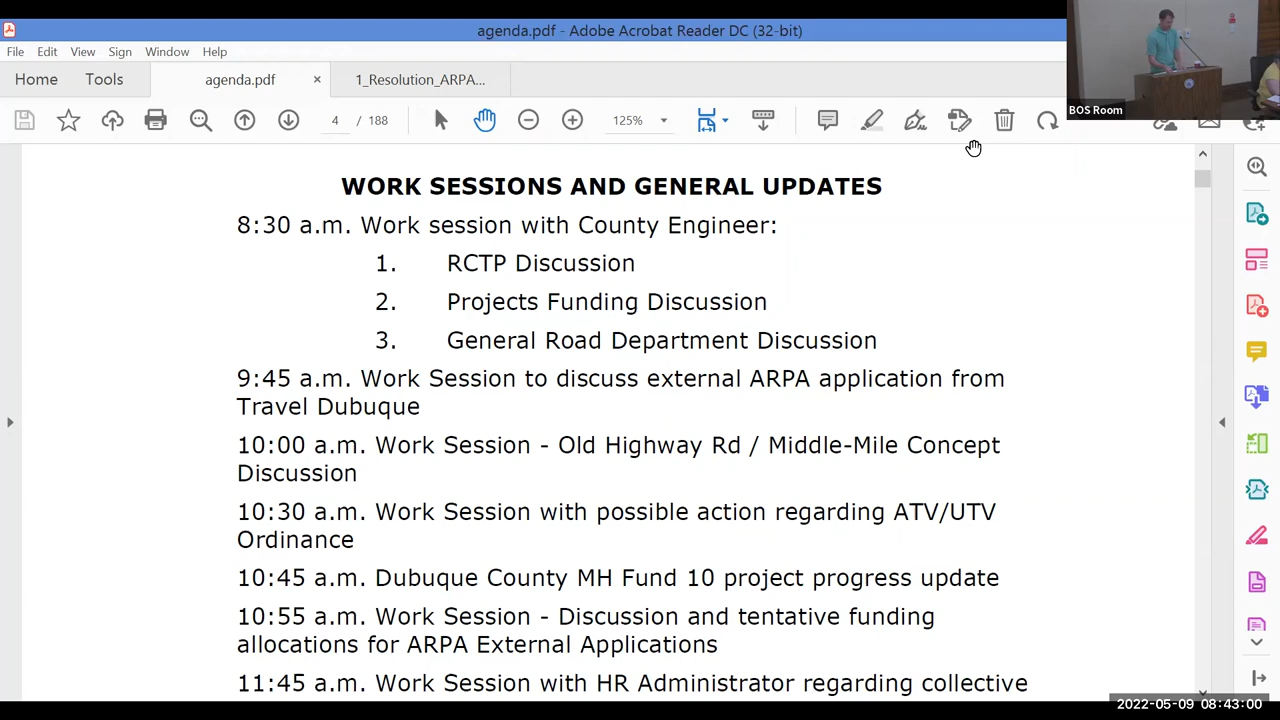 agenda.pdf - Adobe Acrobat Reader DC (32-bit)
File Edit View Sign Window Help
Home Tools agenda.pdf × 1_Resolution_ARPA...
4 / 188 125%
BOS Room
WORK SESSIONS AND GENERAL UPDATES
8:30 a.m. Work session with County Engineer:
1. RCTP Discussion
2. Projects Funding Discussion
3. General Road Department Discussion
9:45 a.m. Work Session to discuss external ARPA application from
Travel Dubuque
10:00 a.m. Work Session - Old Highway Rd / Middle-Mile Concept
Discussion
10:30 a.m. Work Session with possible action regarding ATV/UTV
Ordinance
10:45 a.m. Dubuque County MH Fund 10 project progress update
10:55 a.m. Work Session - Discussion and tentative funding
allocations for ARPA External Applications
11:45 a.m. Work Session with HR Administrator regarding collective
2022-05-09 08:43:00